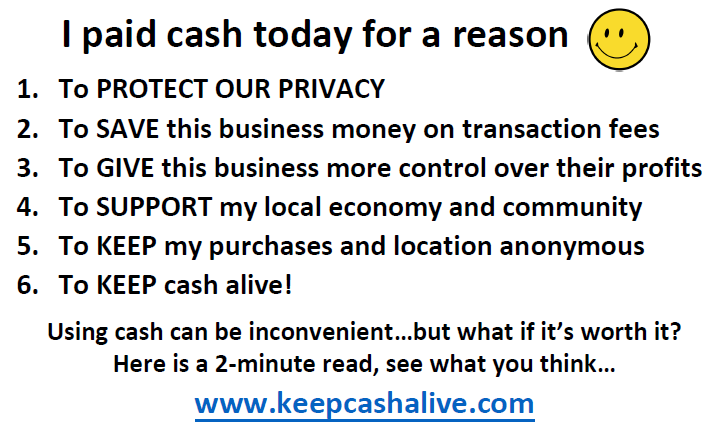 I paid cash today for a reason
1. To PROTECT OUR PRIVACY
2. To SAVE this business money on transaction fees
3. To GIVE this business more control over their profits
4. To SUPPORT my local economy and community
5. To KEEP my purchases and location anonymous
6. To KEEP cash alive!
Using cash can be inconvenient…but what if it’s worth it?
Here is a 2-minute read, see what you think…
www.keepcashalive.com